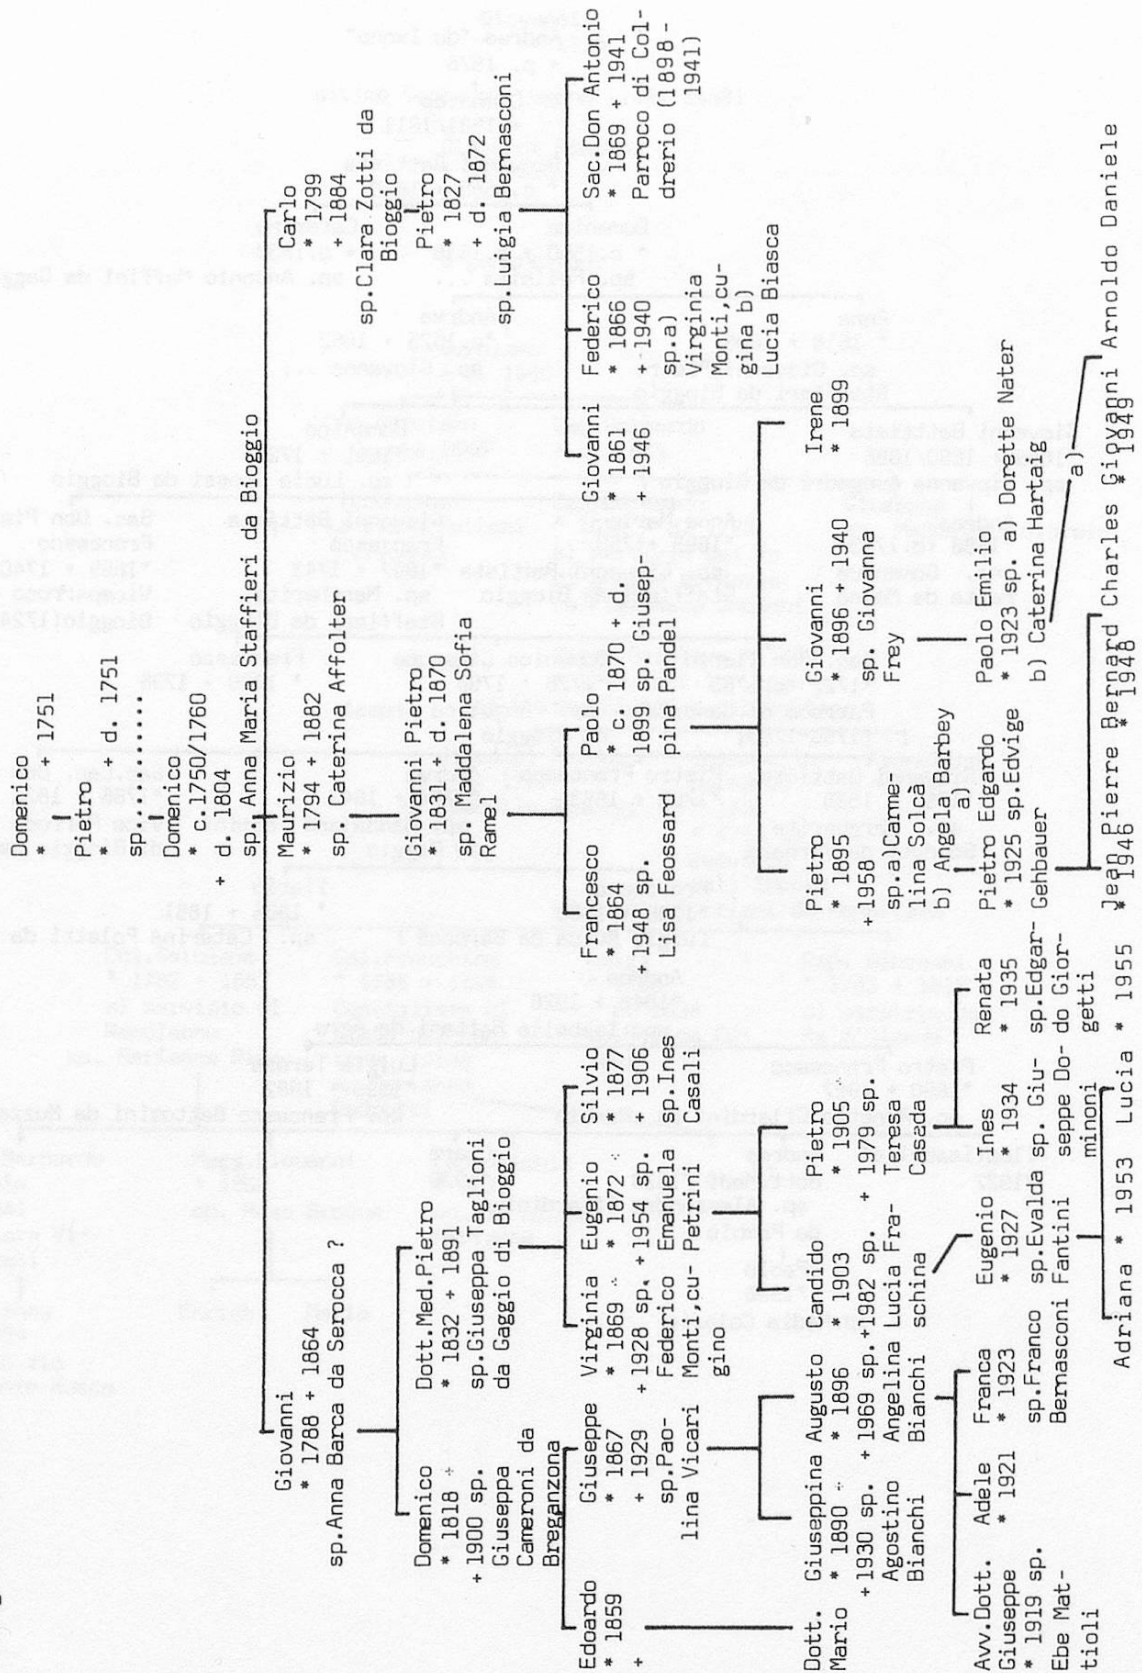 Domenico
* + 1751
Pietro
* + d. 1751
sp..........
Domenico
* c.1750/1760
+ d.1804
sp.Anna Maria Staffieri da Bioggio
Giovanni
* 1788 + 1864
sp.Anna Barca da Serocca ?
Maurizio
* 1794 + 1882
sp. Caterina Affolter
Carlo
* 1799
+ 1884
sp.Clara Zotti da
Bioggio
Domenico
* 1818 +
+ 1900 sp.
Giuseppa
Cameroni da
Breganzona
Dott.Med.Pietro
* 1832 + 1891
sp.Giuseppa Taglioni
da Gaggio di Bioggio
Giovanni Pietro
* 1831 + d. 1870
sp. Maddalena Sofia
Ramel
Pietro
* 1827
+ d. 1872
sp.Luigia Bernasconi
Edoardo
* 1859
+
Giuseppe
* 1867
+ 1929
sp.Pao-
lina Vicari
Virginia
* 1869 +
+ 1928 sp.
Federico
Monti,cu-
gino
Eugenio
* 1872 +
+ 1954 sp.
Emanuela
Petrini
Silvio
* 1877
+ 1906
sp.Ines
Casali
Francesco
* 1864
+ 1948 sp.
Lisa Feossard
Paolo
* c. 1870 + d.
1899 sp Giusep-
pina Paadel
Giovanni
* 1861
+ 1946
Federico
* 1866
+ 1940
sp.a)
Virginia
Monti,cu-
gina b)
Lucia Biasca
Sac.Don Antonio
* 1869 + 1941
Parroco di Col-
drerio (1898-
1941)
Dott.
Mario
Giuseppina
* 1890 +
+1930 sp.
Agostino
Bianchi
Augusto
* 1896
+1969 sp.
Angelina
Bianchi
Candido
* 1903
+1982 sp.
Lucia Fra-
schina
Pietro
* 1905
+ 1976 sp.
Teresa
Casada
Pietro
* 1895
+1958
sp.a)Carmel-
lina Solcà
b) Angela Barbey
a)
Giovanni
* 1893 + 1940
sp. Giovanna
Frey
Irene
* 1899
Avv.Dott.
Giuseppe
* 1919 sp.
Ebe Mat-
tioli
Adele
* 1921
Franca
* 1923
sp.Franco
Bernasconi
Eugenio
* 1927
sp.Evalda
Fantini
Agnes
* 1934
sp. Giu-
seppe Do-
minoni
Renata
* 1935
sp.Edgar-
do Gior-
getti
Pietro Edgardo
* 1925 sp.Edvige
Gehbauer
Paolo Emilio
* 1923 sp.a) Dorette Nater
b) Caterina Hartaig
a)
Adriana * 1953
Lucia * 1955
Jean Pierre
* 1946
Bernard Charles
* 1948
Giovanni Arnoldo Daniele
* 1949